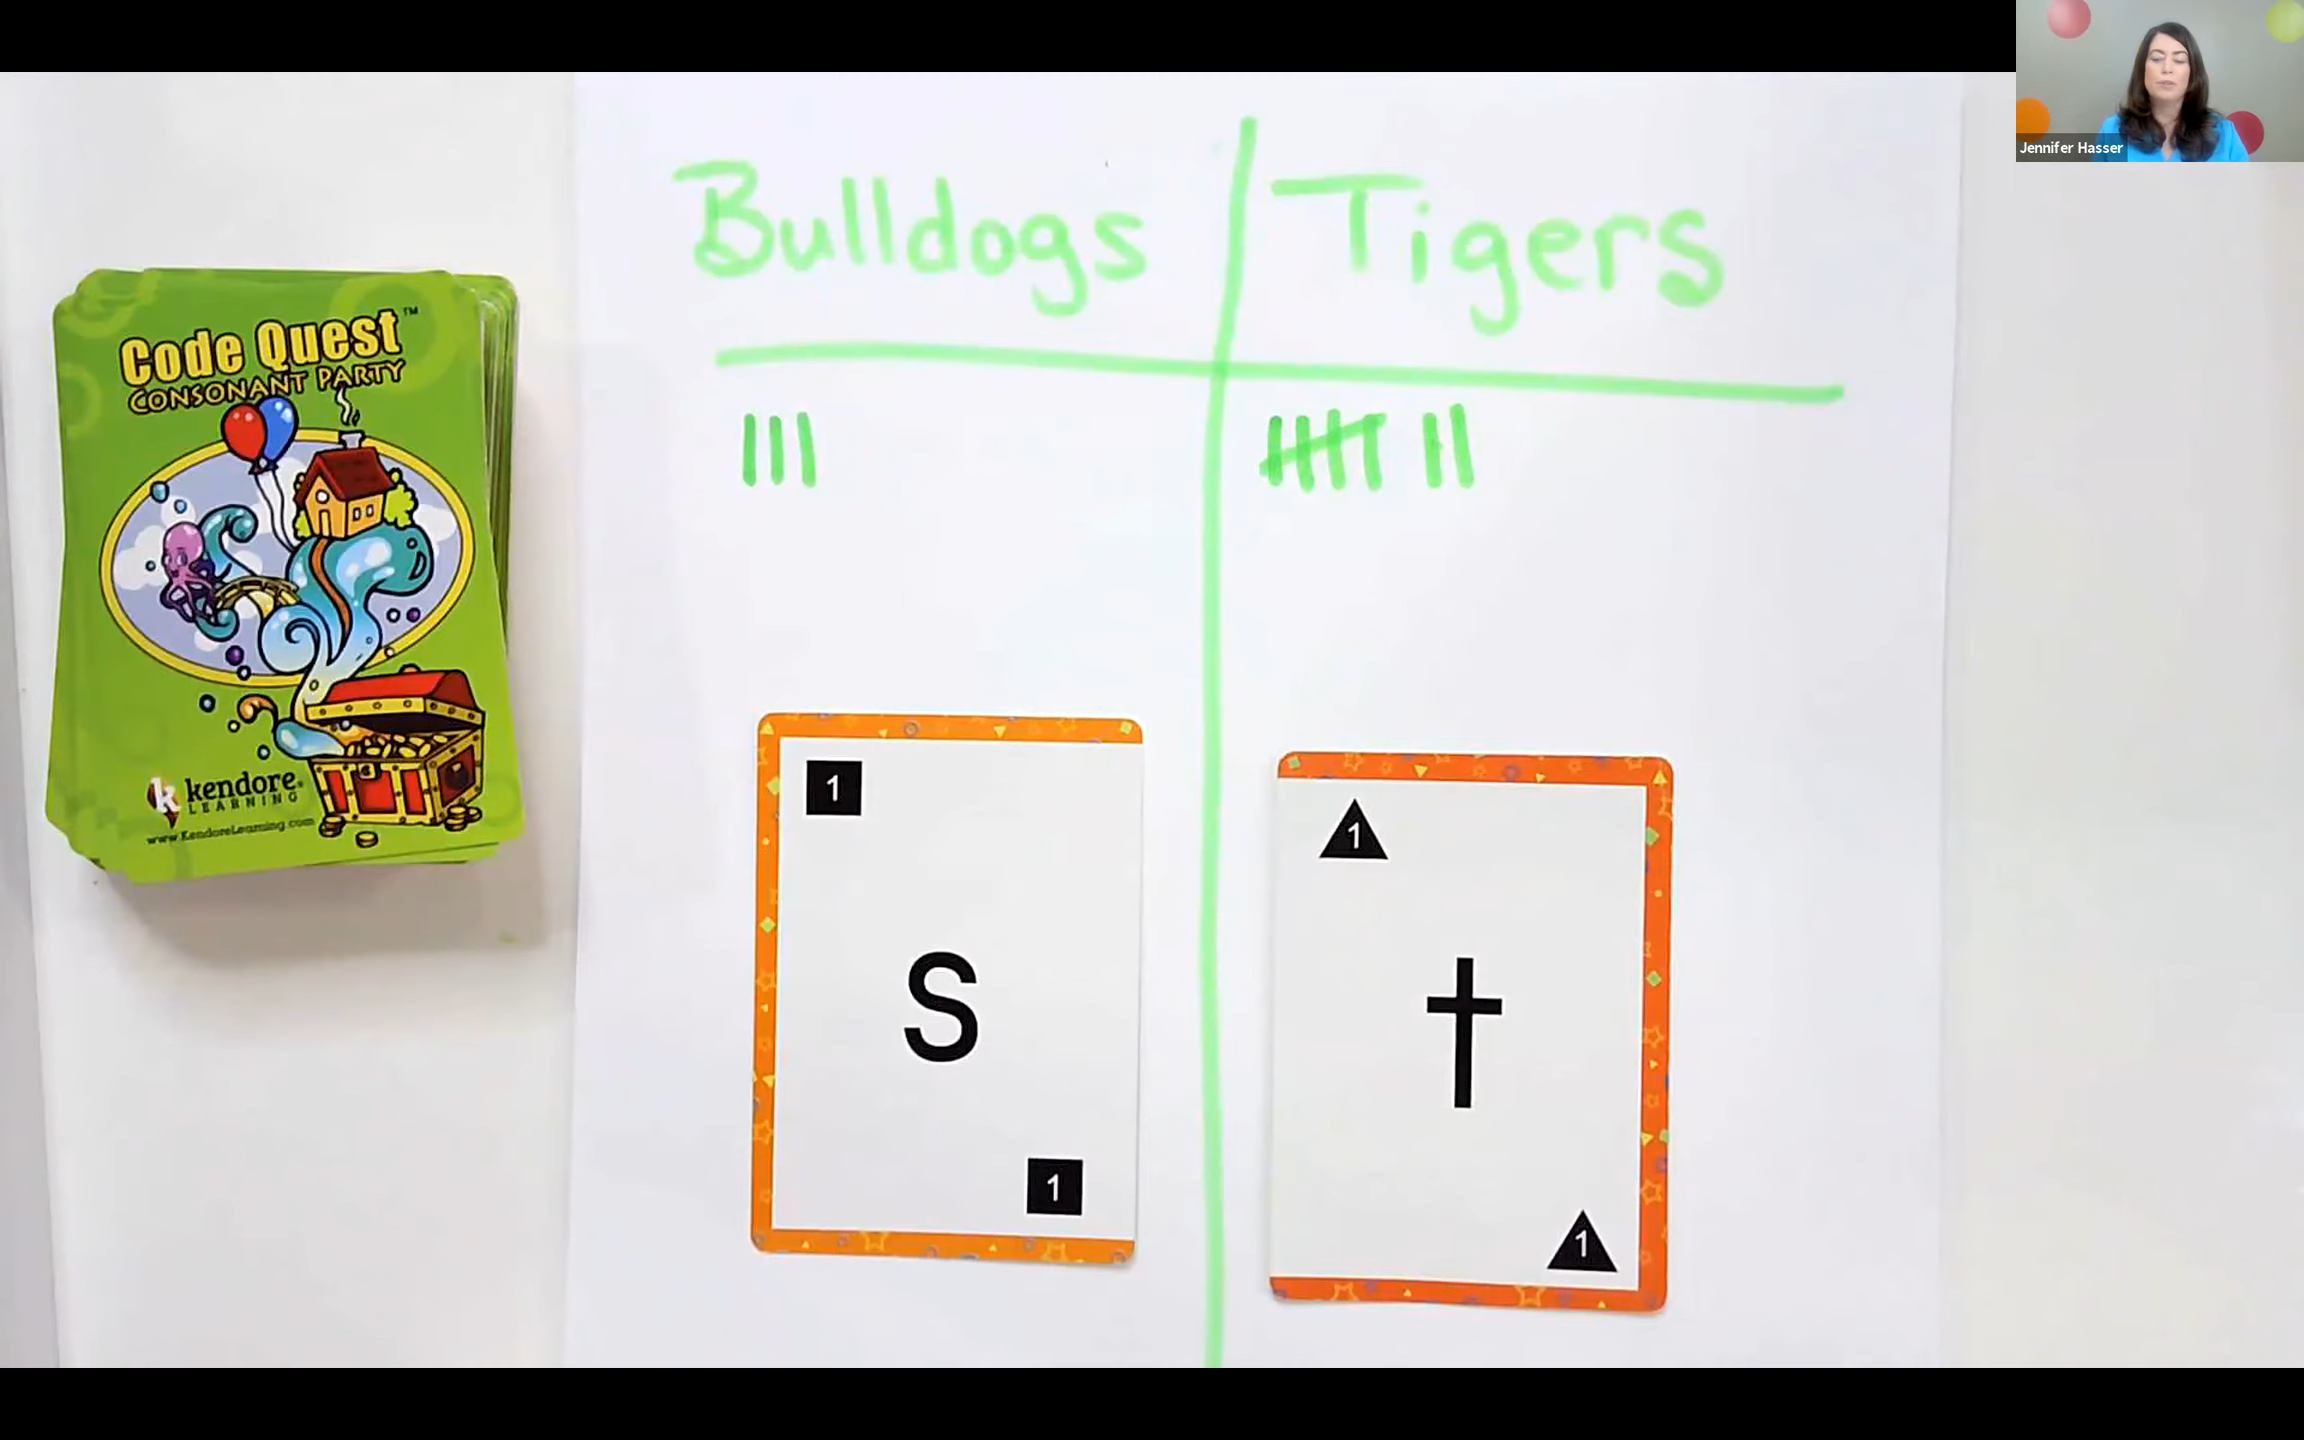 Jennifer Hasser
Bulldogs
Tigers
Code Quest™
CONSONANT PARTY
kendore®
LEARNING
www.KendoreLearning.com
1
s
1
1
t
1